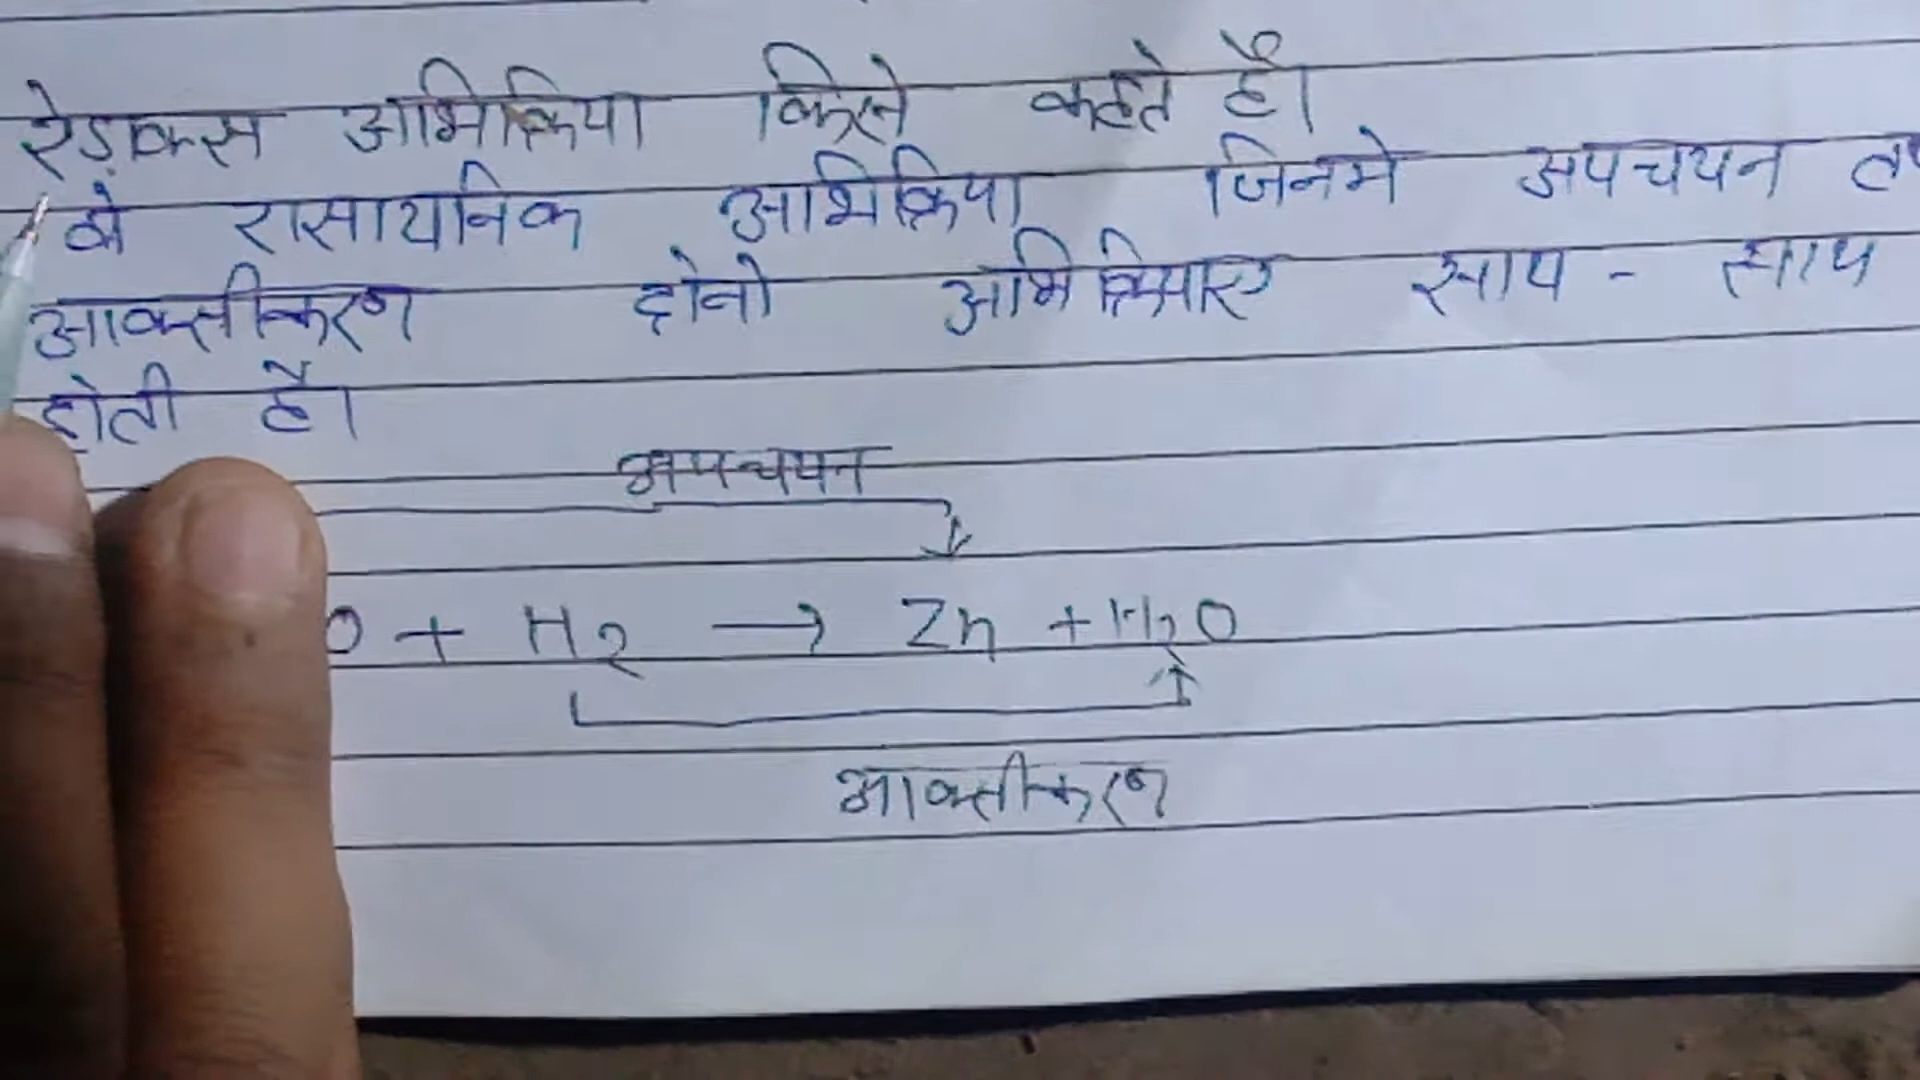 रेडाक्स अभिक्रिया किसे कहते है।
वो रासायनिक अभिक्रिया जिनमे अपचयन
आक्सीकरण दोनो अभिक्रियाए साथ - साथ
होती है।
अपचयन
O + H₂ → Zn + H₂O
आक्सीकरण